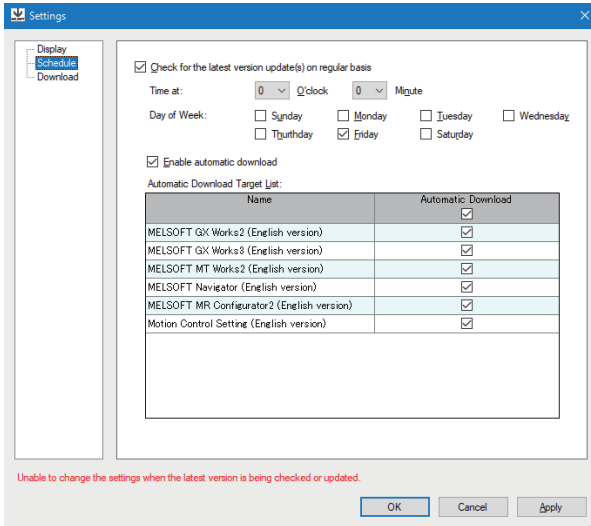 Settings
Display
Schedule
Download
Check for the latest version update(s) on regular basis
Time at: 0 O'clock 0 Minute
Day of Week: Sunday Monday Tuesday Wednesday
Thurthday Friday Saturday
Enable automatic download
Automatic Download Target List:
Name Automatic Download
MELSOFT GX Works2 (English version)
MELSOFT GX Works3 (English version)
MELSOFT MT Works2 (English version)
MELSOFT Navigator (English version)
MELSOFT MR Configurator2 (English version)
Motion Control Setting (English version)
Unable to change the settings when the latest version is being checked or updated.
OK Cancel Apply